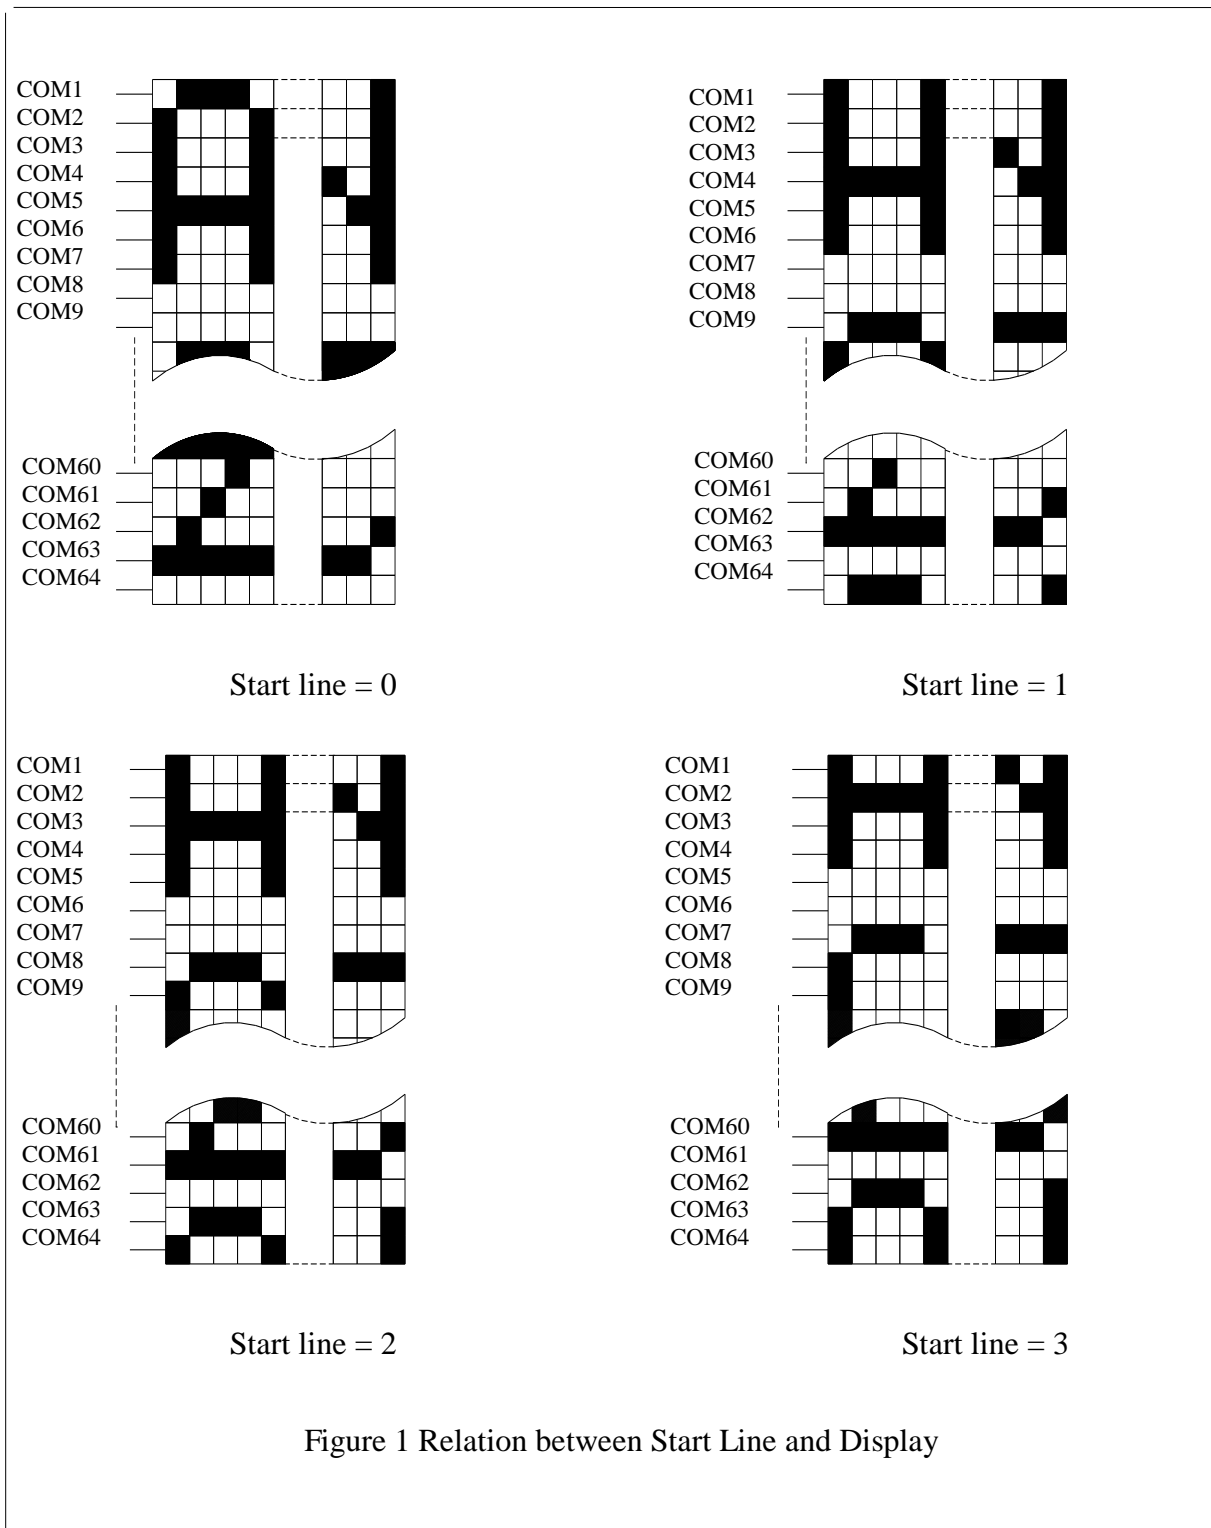 COM1
COM2
COM3
COM4
COM5
COM6
COM7
COM8
COM9
COM60
COM61
COM62
COM63
COM64
Start line = 0
COM1
COM2
COM3
COM4
COM5
COM6
COM7
COM8
COM9
COM60
COM61
COM62
COM63
COM64
Start line = 1
COM1
COM2
COM3
COM4
COM5
COM6
COM7
COM8
COM9
COM60
COM61
COM62
COM63
COM64
Start line = 2
COM1
COM2
COM3
COM4
COM5
COM6
COM7
COM8
COM9
COM60
COM61
COM62
COM63
COM64
Start line = 3
Figure 1 Relation between Start Line and Display